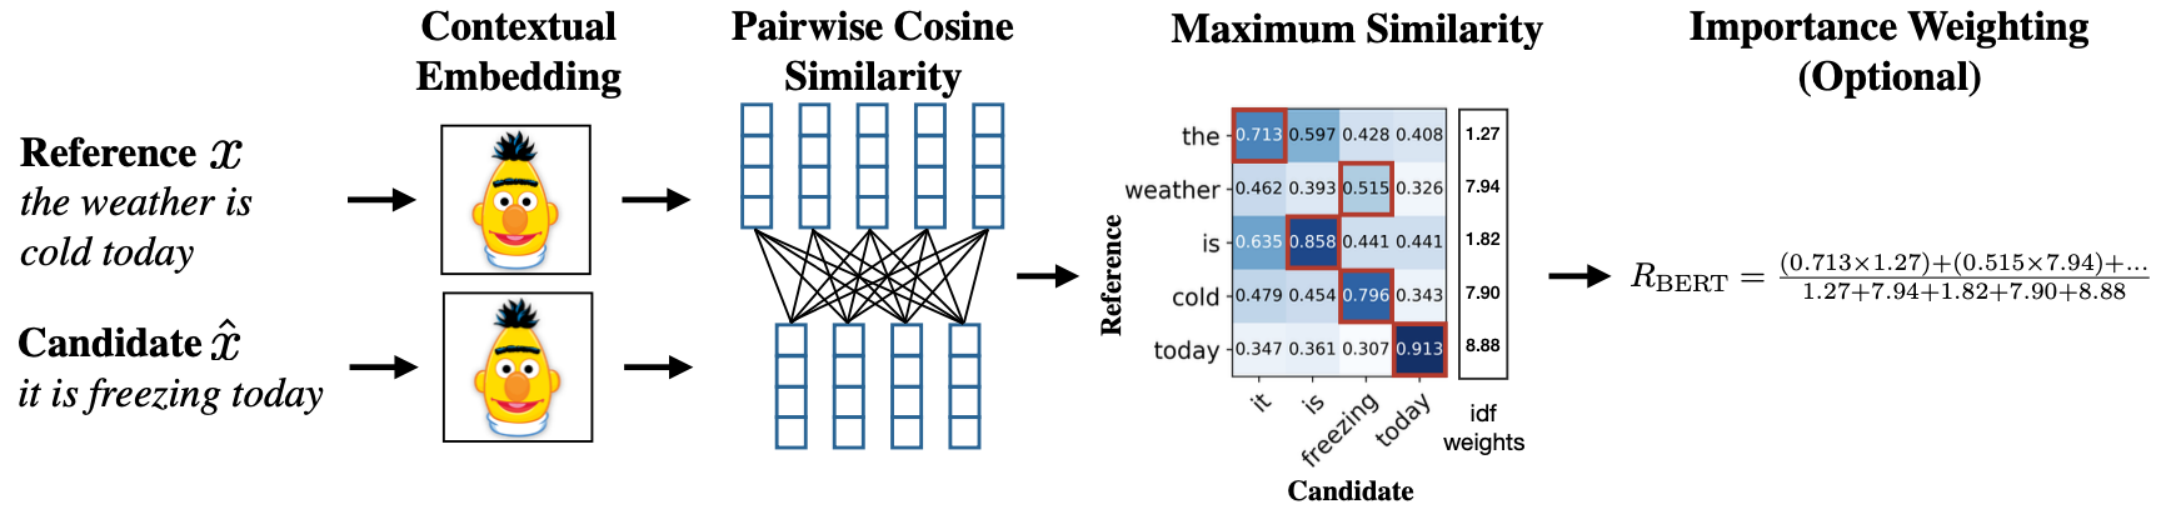 Contextual
Embedding
Pairwise Cosine
Similarity
Maximum Similarity
Importance Weighting
(Optional)
Reference x
the weather is
cold today
Candidate x̂
it is freezing today
Reference
the 0.713 0.597 0.428 0.408 1.27
weather 0.462 0.393 0.515 0.326 7.94
is 0.635 0.858 0.441 0.441 1.82
cold 0.479 0.454 0.796 0.343 7.90
today 0.347 0.361 0.307 0.913 8.88
it is freezing today
idf
weights
Candidate
R_BERT = (0.713×1.27)+(0.515×7.94)+... / 1.27+7.94+1.82+7.90+8.88